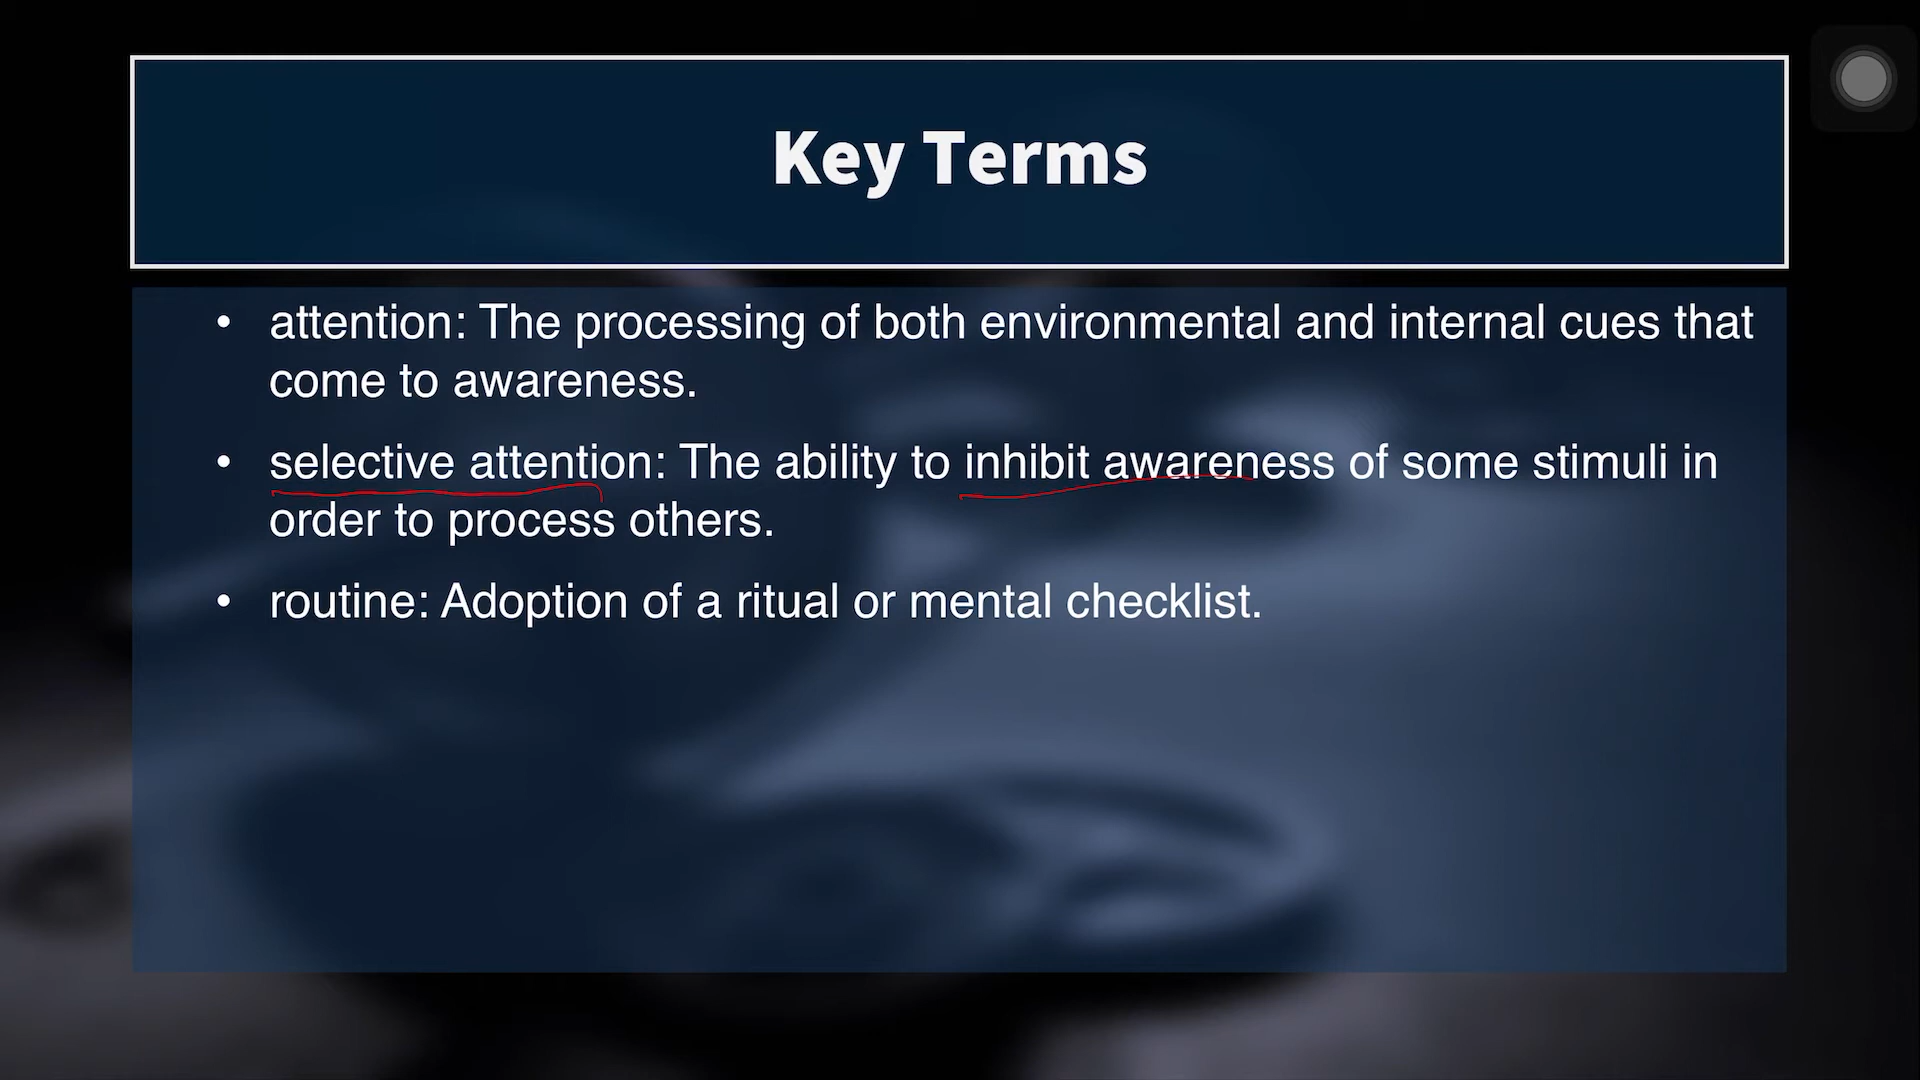 Key Terms
• attention: The processing of both environmental and internal cues that
come to awareness.
• selective attention: The ability to inhibit awareness of some stimuli in
order to process others.
• routine: Adoption of a ritual or mental checklist.